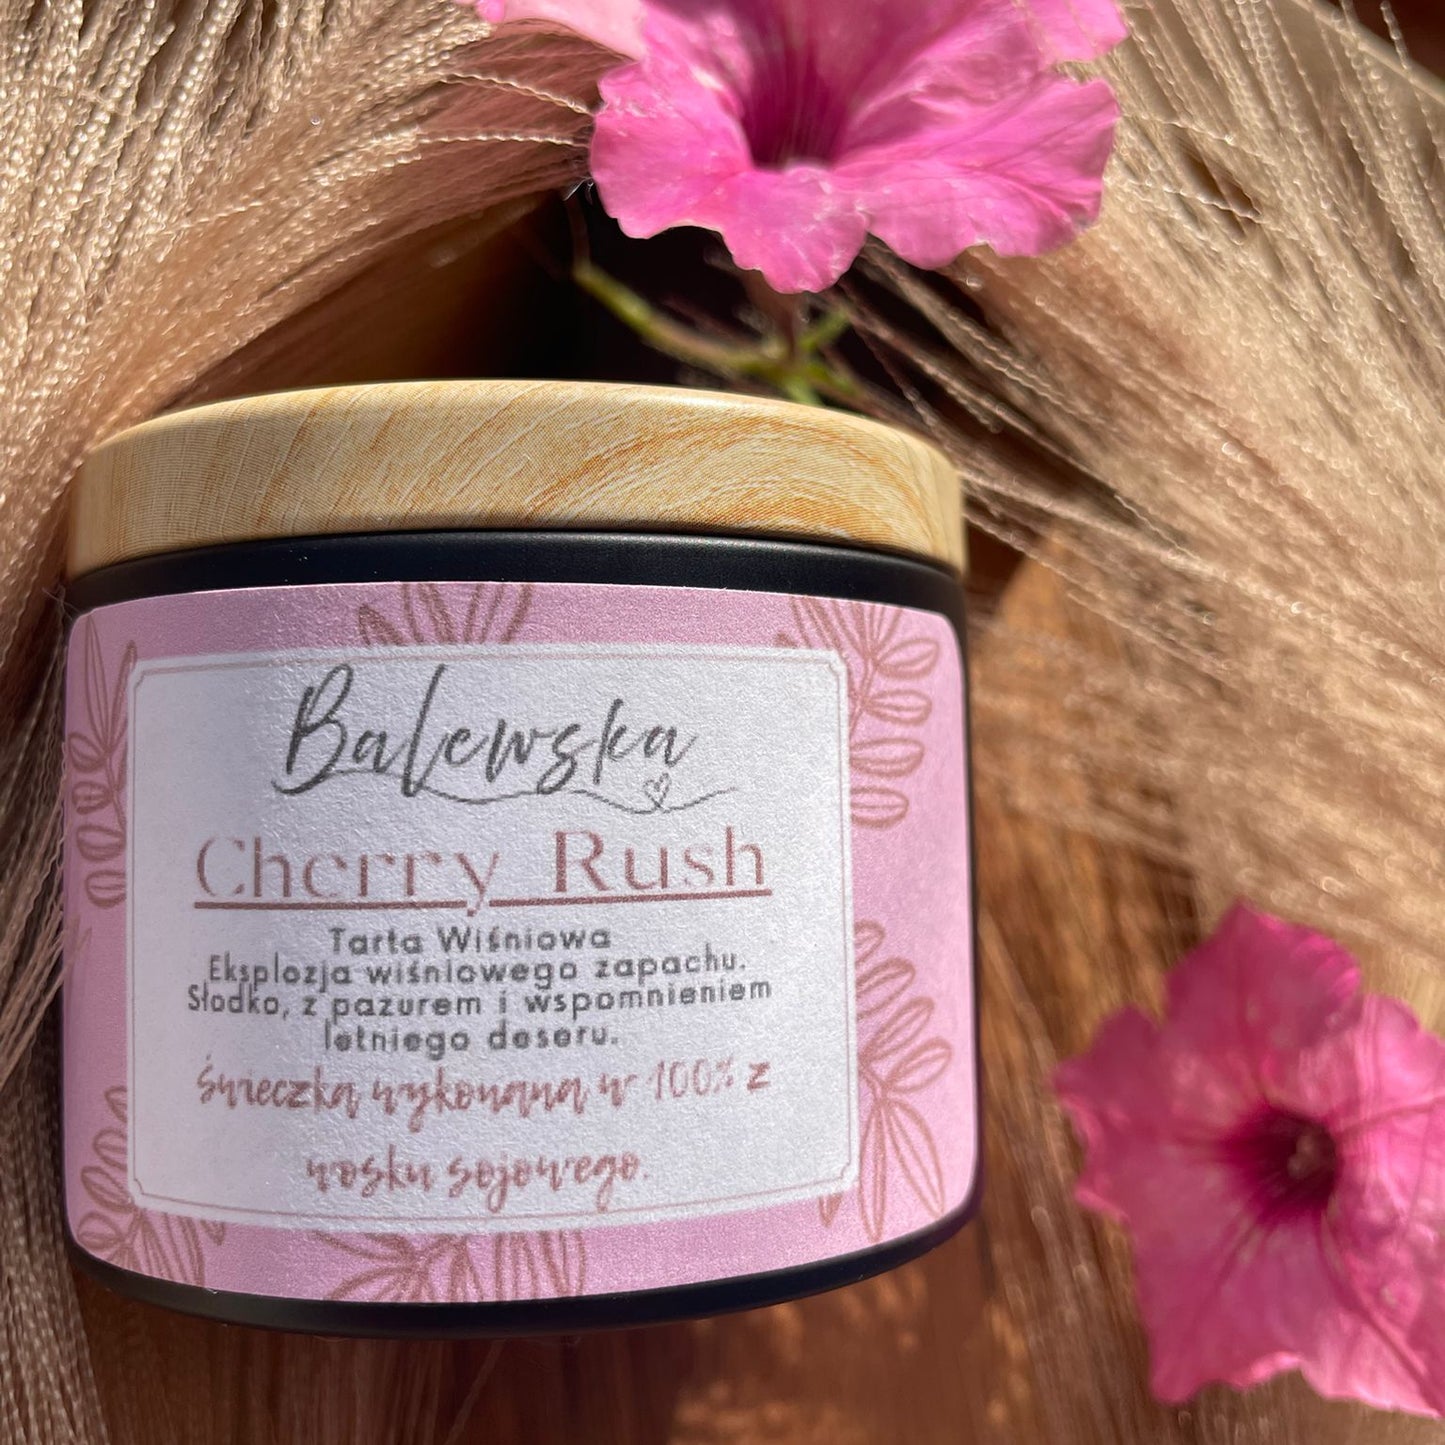 Balewska
Cherry Rush
Tarta Wiśniowa
Eksplozja wiśniowego zapachu.
Słodko, z pazurem i wspomnieniem
letniego deseru.
Świeczka wykonana w 100% z
wosku sojowego.